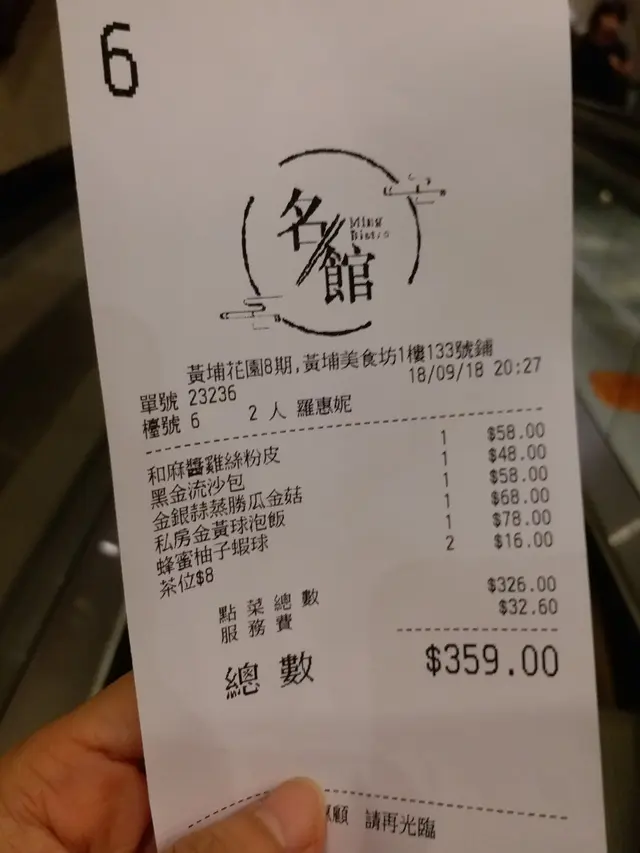 6
名館
Ming
Bistro
黃埔花園8期,黃埔美食坊1樓133號鋪
單號 23236 18/09/18 20:27
檯號 6 2 人 羅惠妮
和麻醬雞絲粉皮 1 $58.00
黑金流沙包 1 $48.00
金銀蒜蒸勝瓜金菇 1 $58.00
私房金黃球泡飯 1 $68.00
蜂蜜柚子蝦球 1 $78.00
茶位$8 2 $16.00
點菜總數 $326.00
服務費 $32.60
總數 $359.00
顧 請再光臨